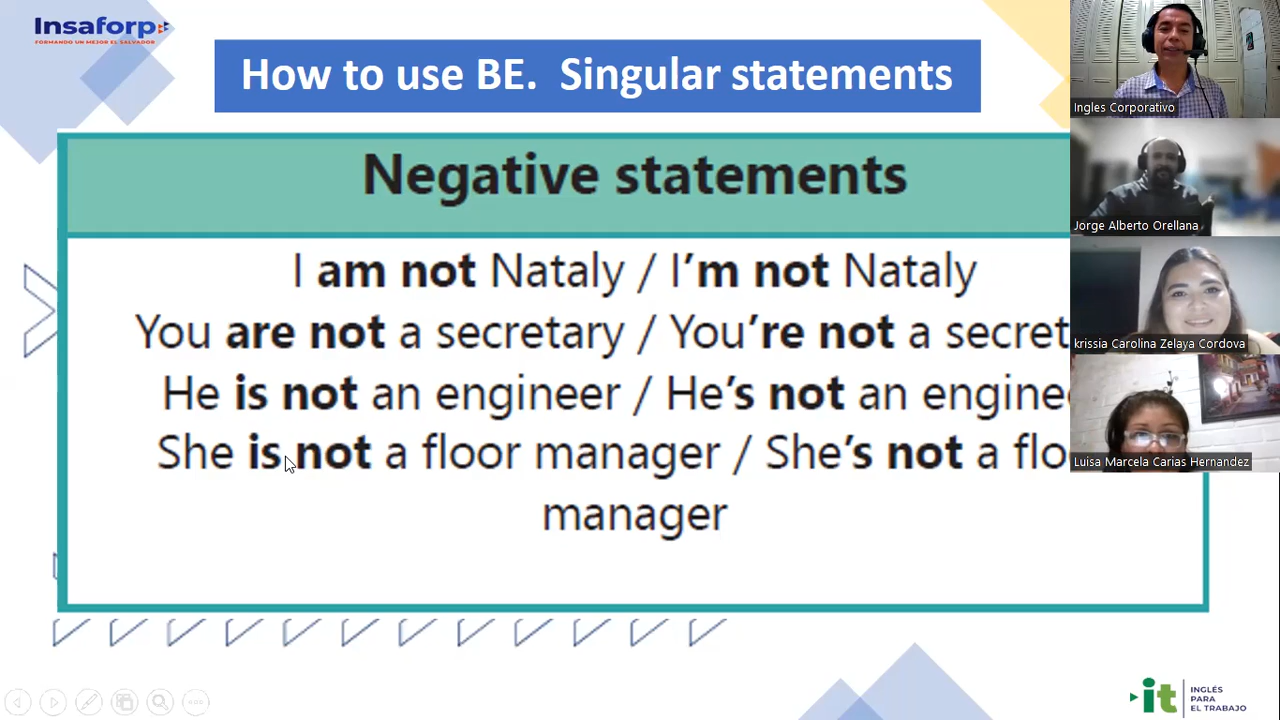 Insaforp
FORMANDO UN MEJOR EL SALVADOR
How to use BE. Singular statements
Negative statements
I am not Nataly / I'm not Nataly
You are not a secretary / You're not a secret
He is not an engineer / He's not an enginee
She is not a floor manager / She's not a flo
manager
Ingles Corporativo
Jorge Alberto Orellana
krissia Carolina Zelaya Cordova
Luisa Marcela Carias Hernandez
it
INGLÉS
PARA
EL TRABAJO